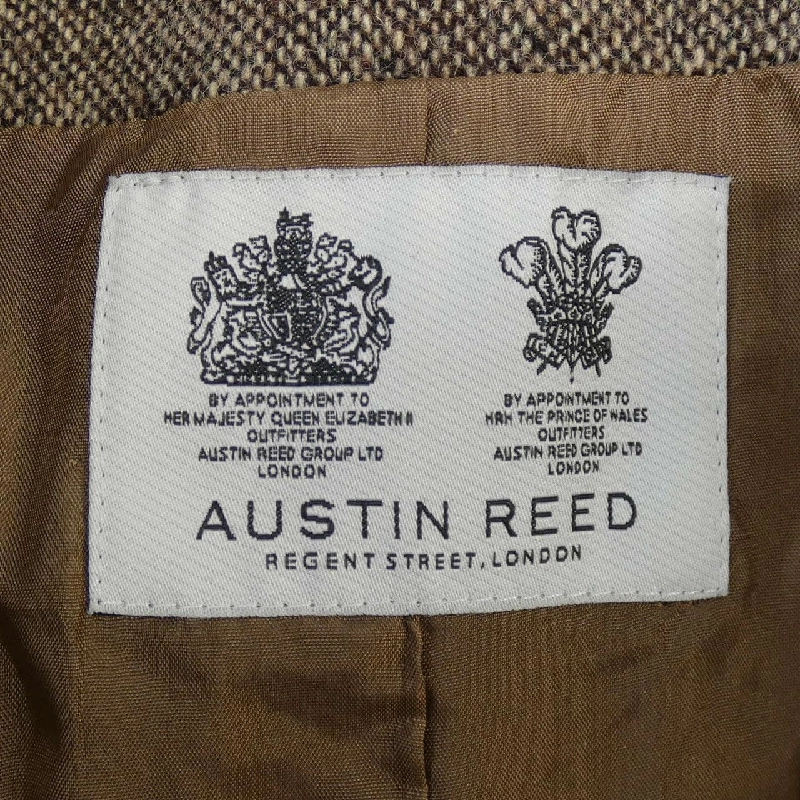 BY APPOINTMENT TO
HER MAJESTY QUEEN ELIZABETH II
OUTFITTERS
AUSTIN REED GROUP LTD
LONDON
BY APPOINTMENT TO
HRH THE PRINCE OF WALES
OUTFITTERS
AUSTIN REED GROUP LTD
LONDON
AUSTIN REED
REGENT STREET, LONDON